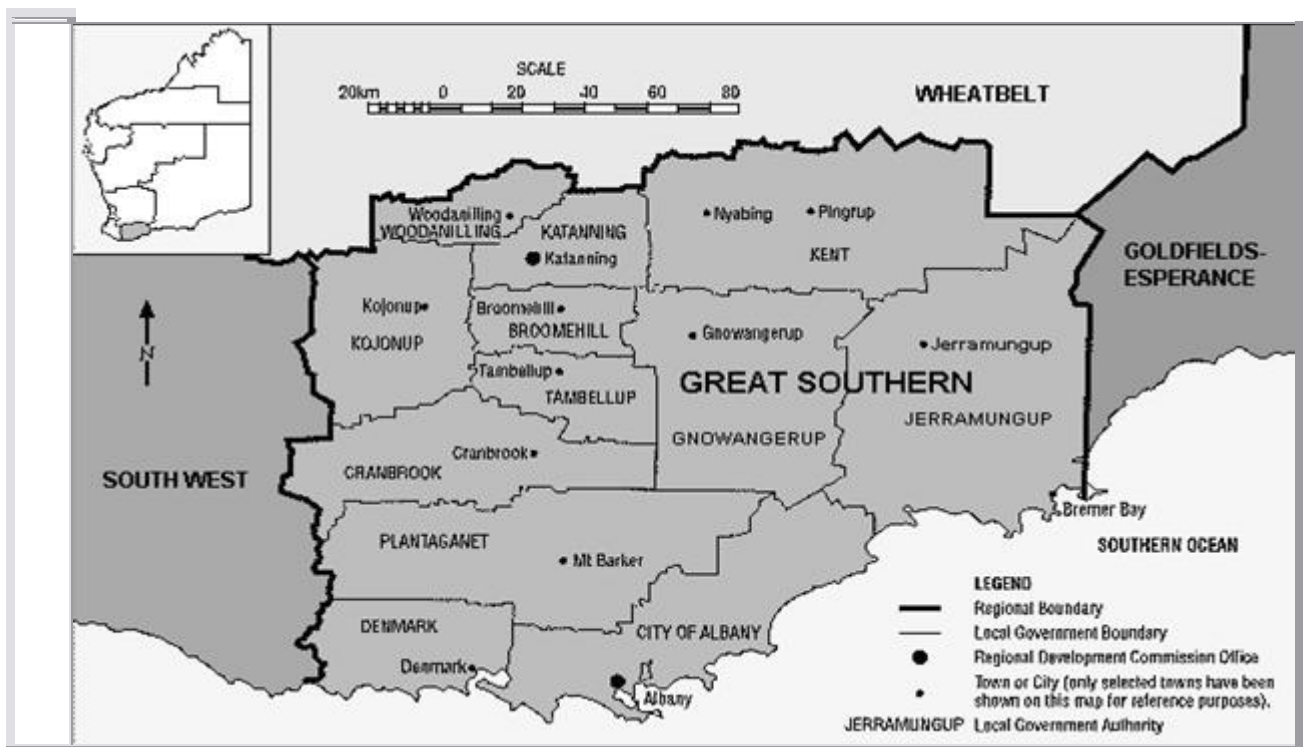 SCALE
20km 0 20 40 60 80
WHEATBELT
Woodanilling
WOODANILLING
KATANNING
Katanning
Nyabing
Pingrup
KENT
GOLDFIELDS-
ESPERANCE
Kojonup
KOJONUP
Broomehill
BROOMEHILL
Gnowangerup
Jerramungup
N
Tambellup
TAMBELLUP
GREAT SOUTHERN
GNOWANGERUP
JERRAMUNGUP
SOUTH WEST
Cranbrook
CRANBROOK
Bremer Bay
PLANTAGANET
Mt Barker
SOUTHERN OCEAN
DENMARK
Denmark
CITY OF ALBANY
Albany
LEGEND
Regional Boundary
Local Government Boundary
Regional Development Commission Office
Town or City (only selected towns have been
shown on this map for reference purposes).
JERRAMUNGUP Local Government Authority